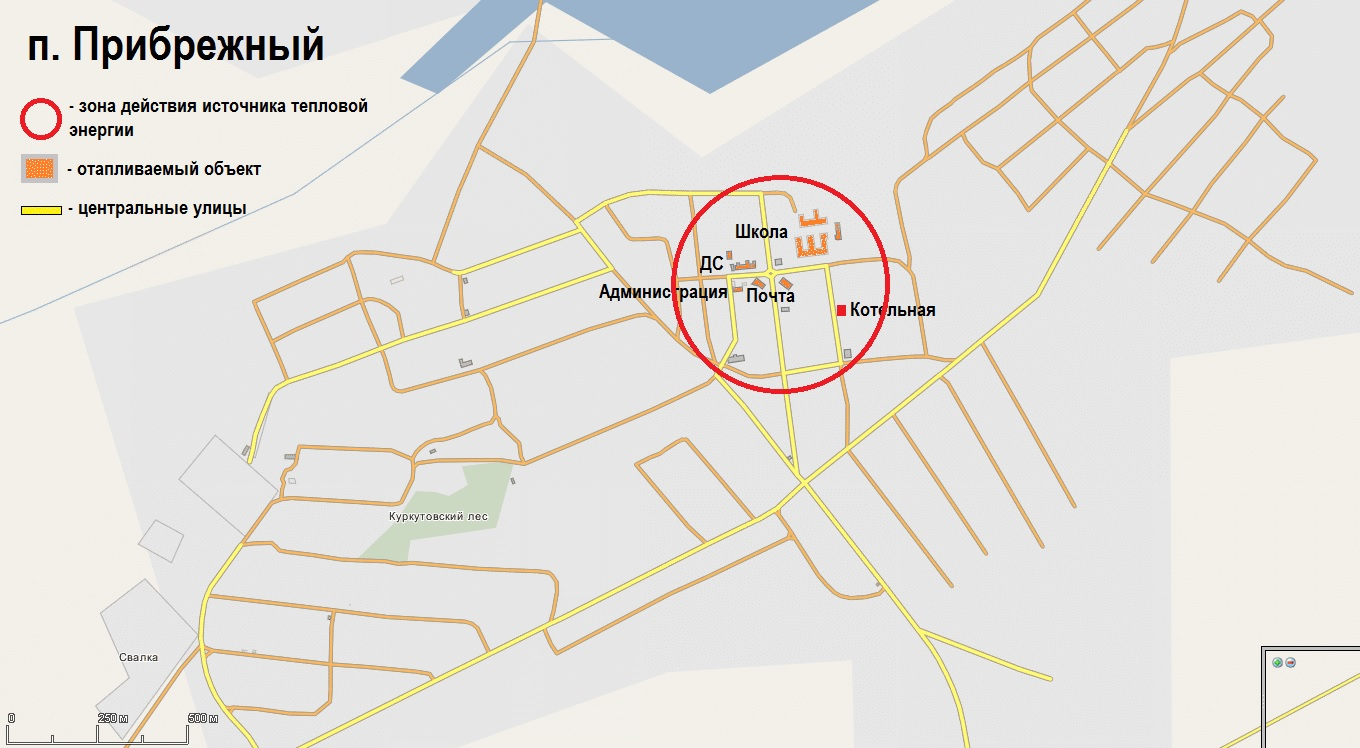 п. Прибрежный
- зона действия источника тепловой
энергии
- отапливаемый объект
- центральные улицы
Школа
ДС
Администрация
Почта
Котельная
Куркутовский лес
Свалка
0 250 м 500 м